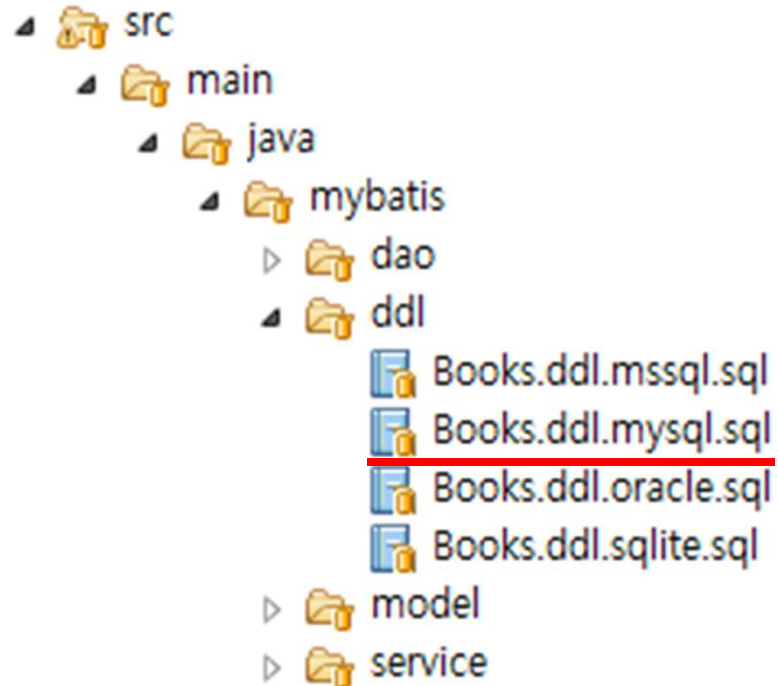 src
main
java
mybatis
dao
ddl
Books.ddl.mssql.sql
Books.ddl.mysql.sql
Books.ddl.oracle.sql
Books.ddl.sqlite.sql
model
service